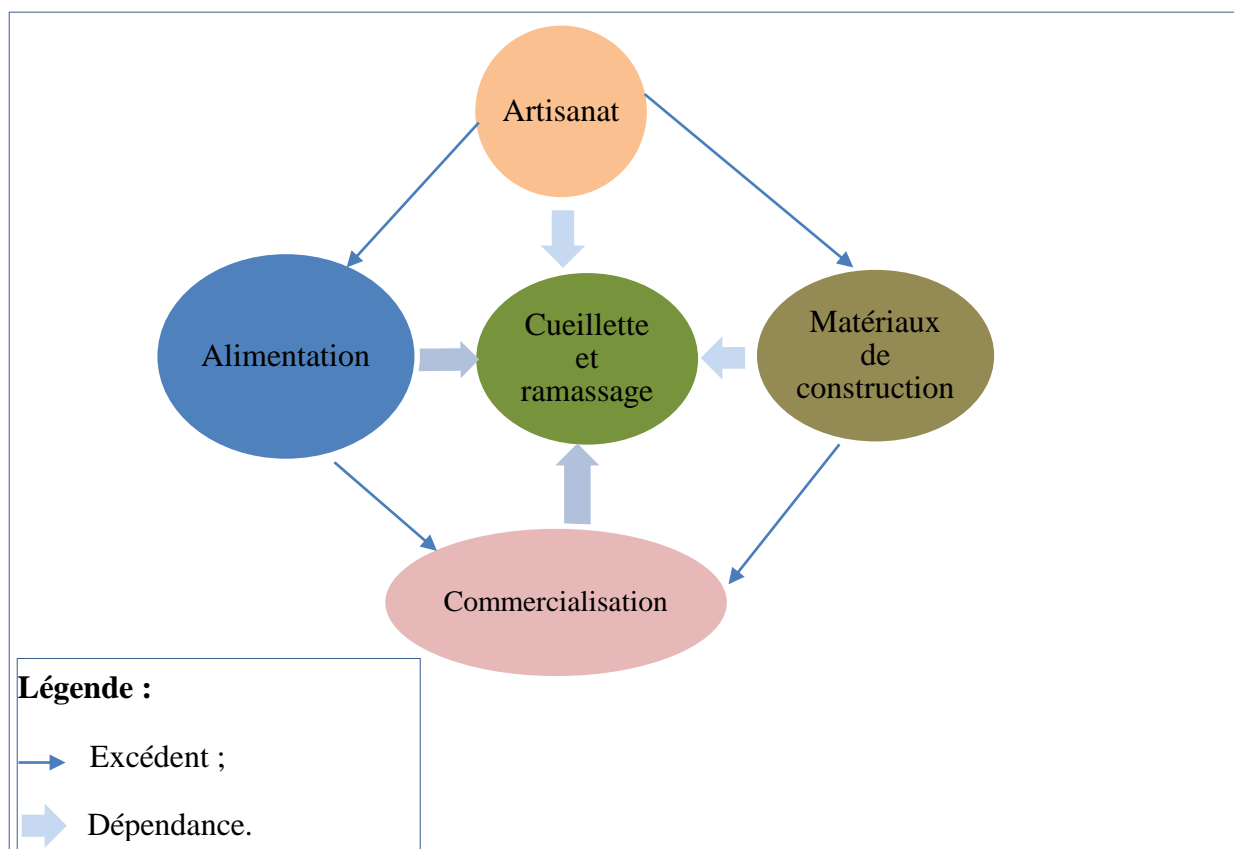 Artisanat
Alimentation
Cueillette
et
ramassage
Matériaux
de
construction
Commercialisation
Légende :
Excédent ;
Dépendance.